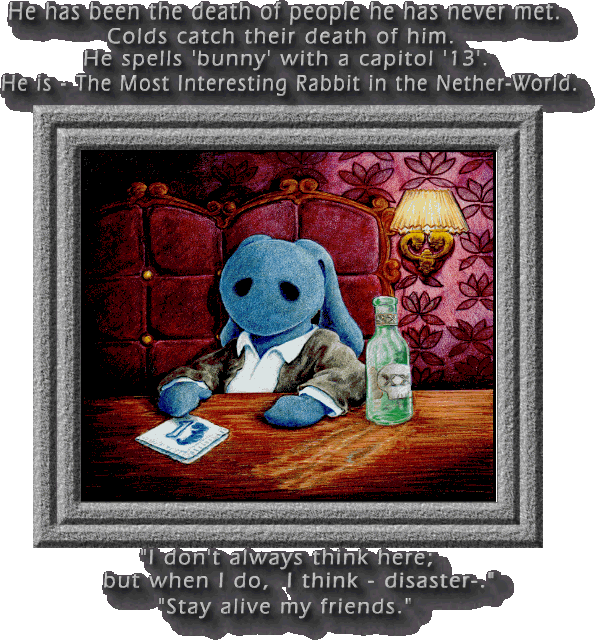 He has been the death of people he has never met.
Colds catch their death of him.
He spells 'bunny' with a capitol '13'.
He is - The Most Interesting Rabbit in the Nether-World.
13
"I don't always think here;
but when I do, I think - disaster-."
"Stay alive my friends."